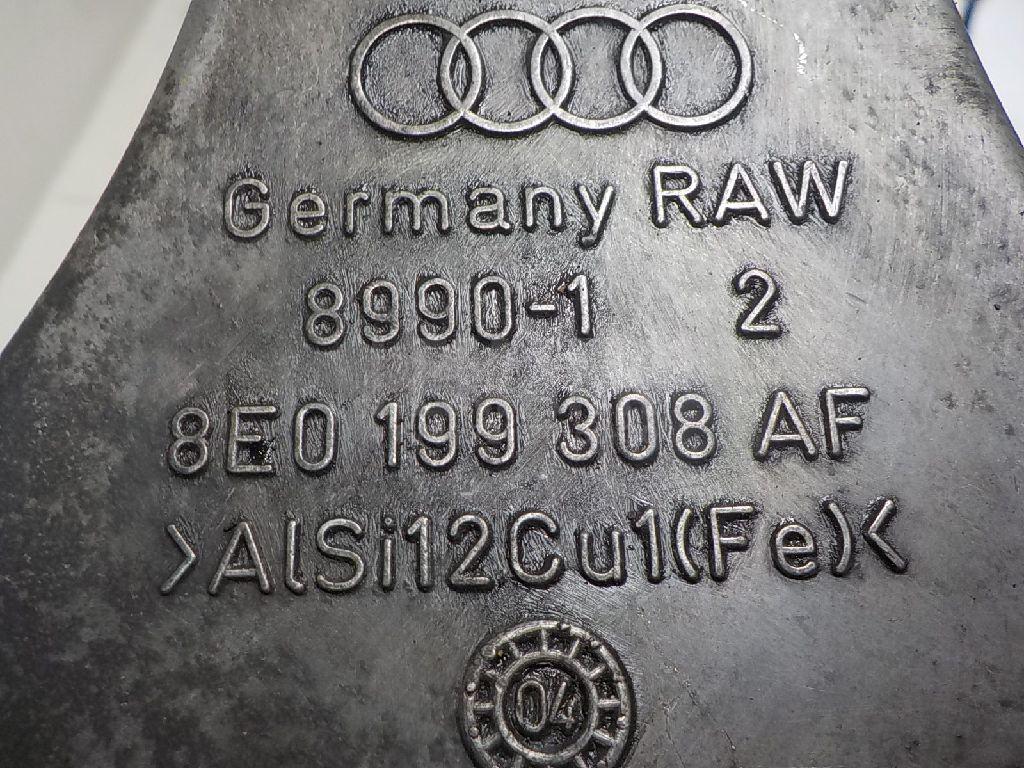 Germany RAW
8990-1 2
8E0 199 308 AF
>AlSi12Cu1(Fe)<
04